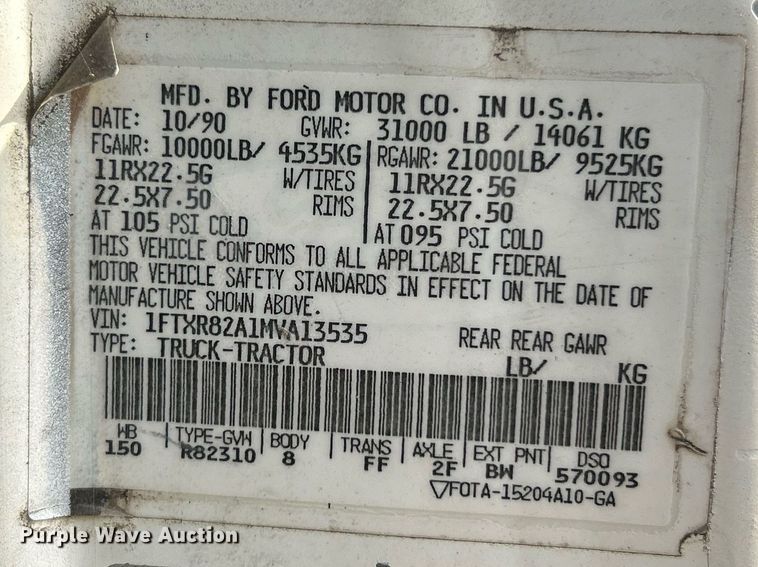 MFD. BY FORD MOTOR CO. IN U.S.A.
DATE: 10/90 GVWR: 31000 LB / 14061 KG
FGAWR: 10000LB/ 4535KG RGAWR: 21000LB/ 9525KG
11RX22.5G W/TIRES 11RX22.5G W/TIRES
22.5X7.50 RIMS 22.5X7.50 RIMS
AT 105 PSI COLD AT 095 PSI COLD
THIS VEHICLE CONFORMS TO ALL APPLICABLE FEDERAL
MOTOR VEHICLE SAFETY STANDARDS IN EFFECT ON THE DATE OF
MANUFACTURE SHOWN ABOVE.
VIN: 1FTXR82A1MVA13535 REAR REAR GAWR
TYPE: TRUCK-TRACTOR LB/ KG
WB TYPE-GVW BODY TRANS AXLE EXT PNT DSO
150 R82310 8 FF 2F BW 570093
▽FOTA-15204A10-GA
Purple Wave Auction